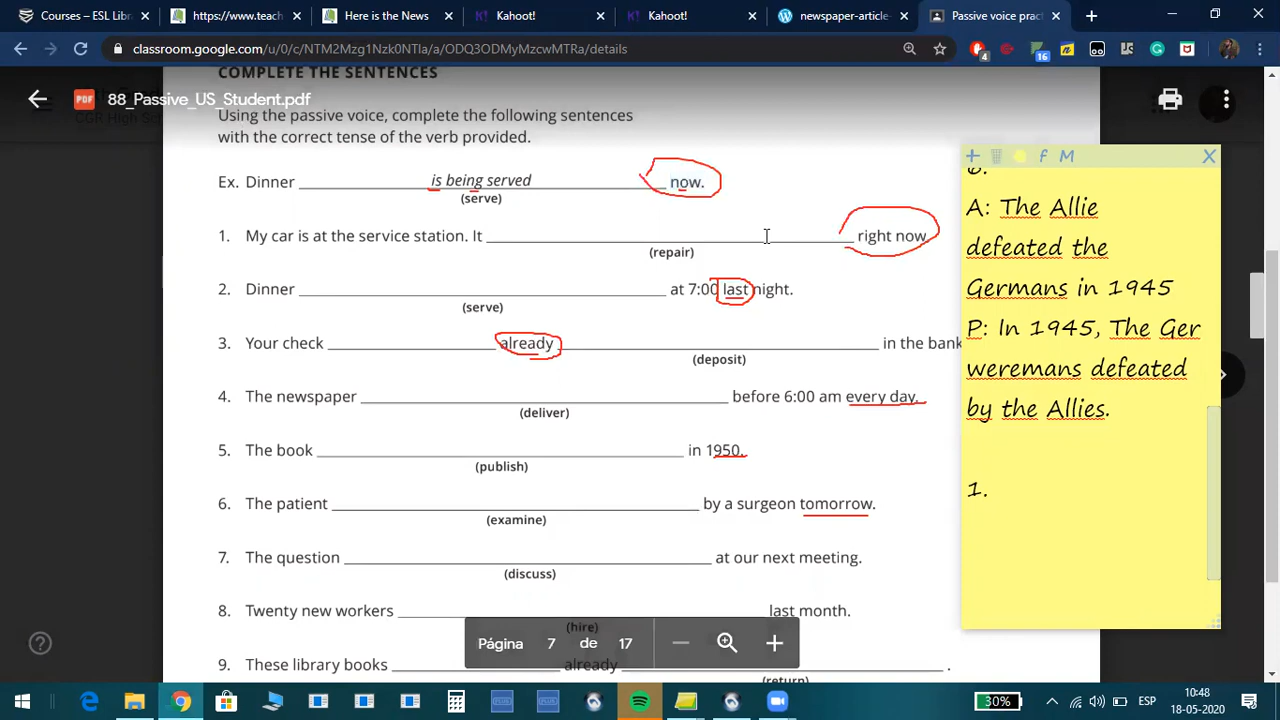 Courses – ESL Libr
https://www.teach
Here is the News
Kahoot!
Kahoot!
newspaper-article-
Passive voice prac
classroom.google.com/u/0/c/NTM2Mzg1Nzk0NTIa/a/ODQ3ODMyMzcwMTRa/details
4
16
COMPLETE THE SENTENCES
88_Passive_US_Student.pdf
Using the passive voice, complete the following sentences
with the correct tense of the verb provided.
Ex. Dinner is being served now.
(serve)
1. My car is at the service station. It right now
(repair)
2. Dinner at 7:00 last night.
(serve)
3. Your check already in the bank
(deposit)
4. The newspaper before 6:00 am every day.
(deliver)
5. The book in 1950.
(publish)
6. The patient by a surgeon tomorrow.
(examine)
7. The question at our next meeting.
(discuss)
8. Twenty new workers last month.
(hire)
9. These library books already .
(return)
Página 7 de 17
f M X
A: The Allie
defeated the
Germans in 1945
P: In 1945, The Ger
weremans defeated
by the Allies.
1.
30%
ESP
10:48
18-05-2020